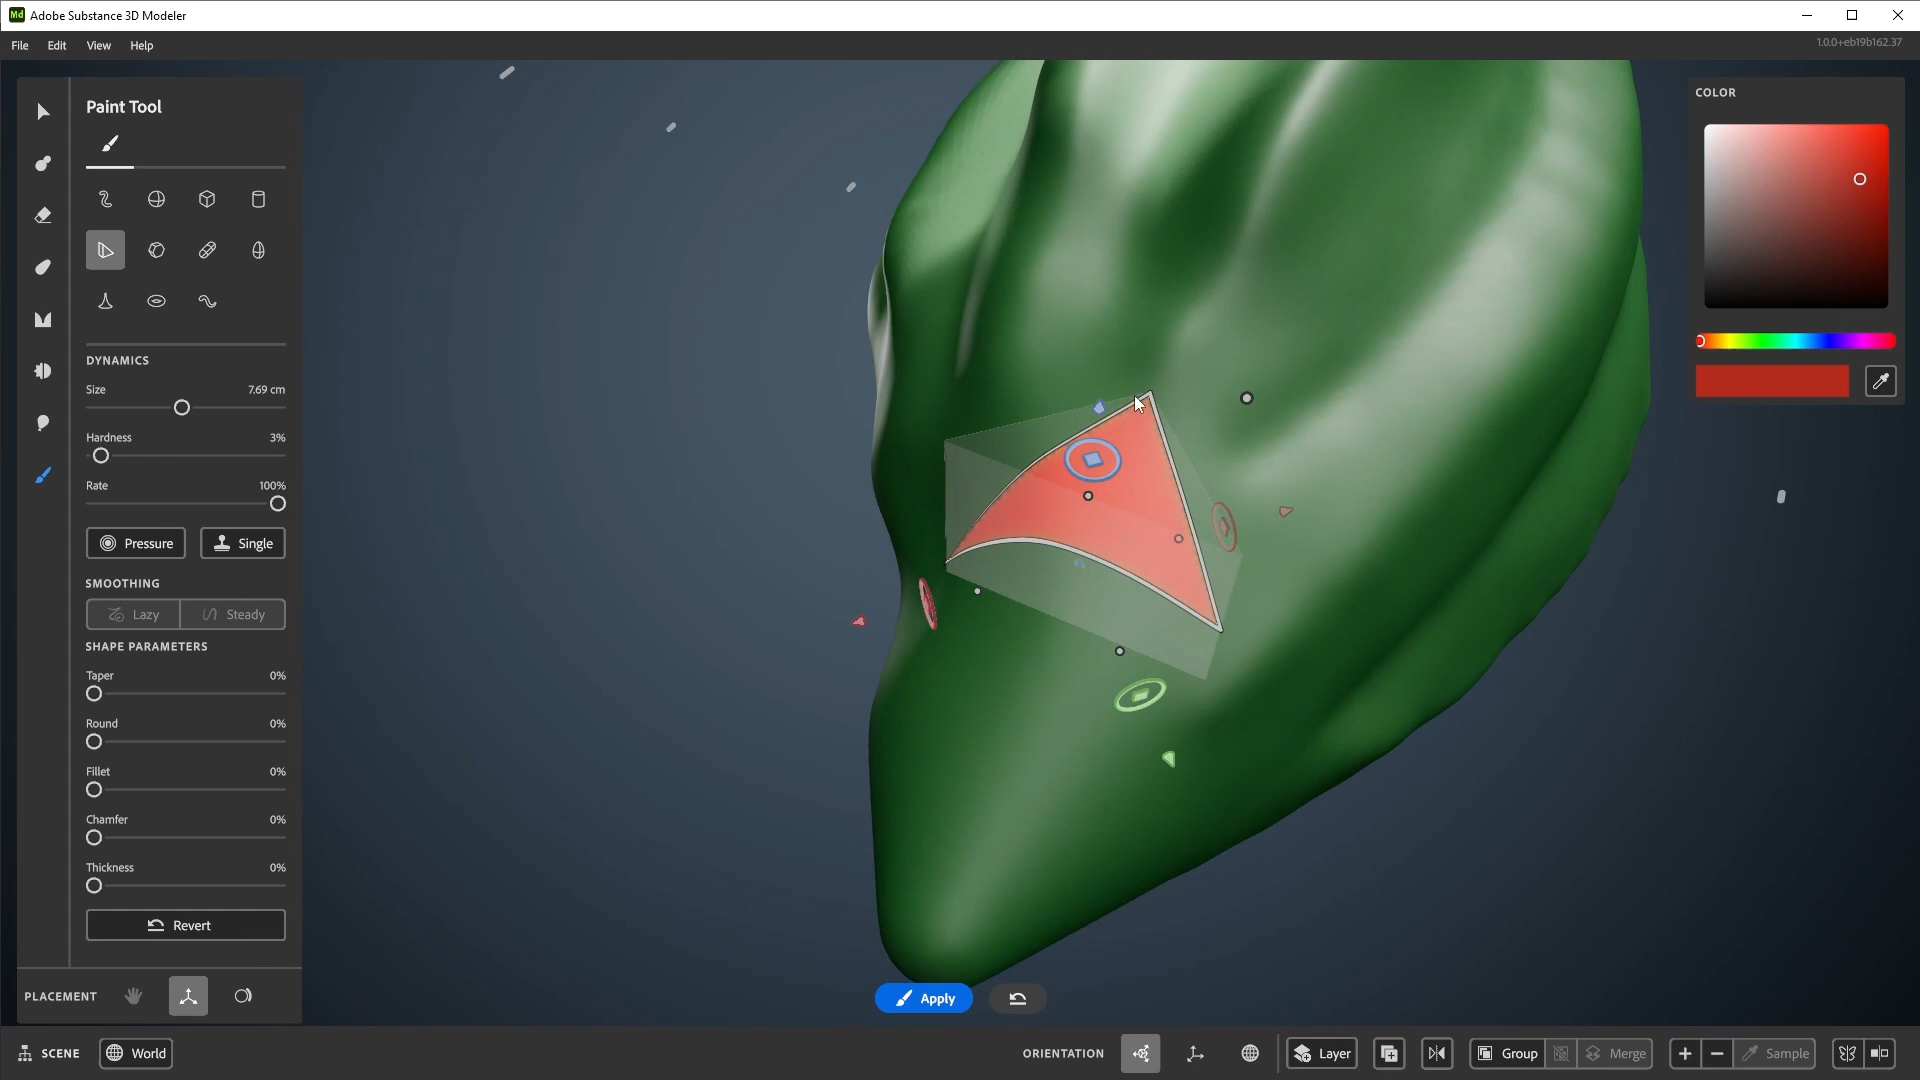 Md Adobe Substance 3D Modeler
File Edit View Help
1.0.0+eb19b162.37
Paint Tool
COLOR
DYNAMICS
Size 7.69 cm
Hardness 3%
Rate 100%
Pressure Single
SMOOTHING
Lazy Steady
SHAPE PARAMETERS
Taper 0%
Round 0%
Fillet 0%
Chamfer 0%
Thickness 0%
Revert
PLACEMENT
Apply
SCENE World ORIENTATION Layer Group Merge Sample